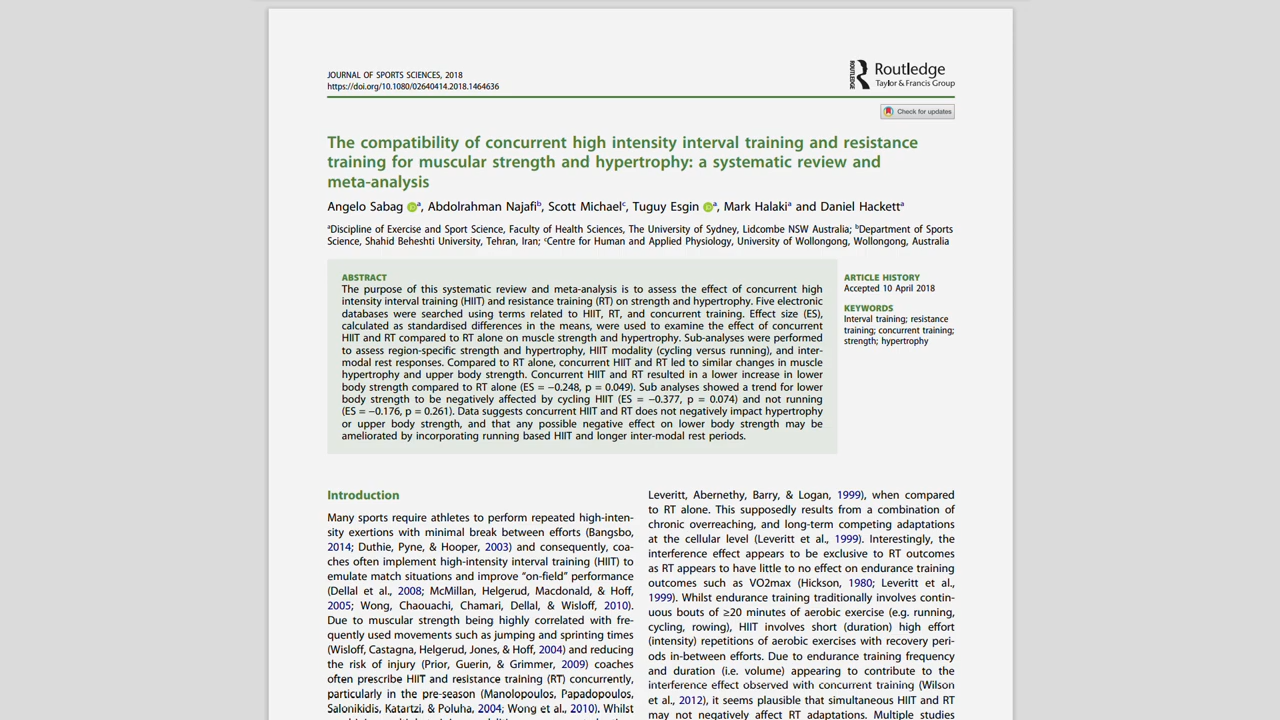 JOURNAL OF SPORTS SCIENCES, 2018
https://doi.org/10.1080/02640414.2018.1464636
ROUTLEDGE
Routledge
Taylor & Francis Group
Check for updates
The compatibility of concurrent high intensity interval training and resistance
training for muscular strength and hypertrophy: a systematic review and
meta-analysis
Angelo Sabag iDa, Abdolrahman Najafib, Scott Michaelc, Tuguy Esgin iDa, Mark Halakia and Daniel Hacketta
aDiscipline of Exercise and Sport Science, Faculty of Health Sciences, The University of Sydney, Lidcombe NSW Australia; bDepartment of Sports
Science, Shahid Beheshti University, Tehran, Iran; cCentre for Human and Applied Physiology, University of Wollongong, Wollongong, Australia
ABSTRACT
The purpose of this systematic review and meta-analysis is to assess the effect of concurrent high
intensity interval training (HIIT) and resistance training (RT) on strength and hypertrophy. Five electronic
databases were searched using terms related to HIIT, RT, and concurrent training. Effect size (ES),
calculated as standardised differences in the means, were used to examine the effect of concurrent
HIIT and RT compared to RT alone on muscle strength and hypertrophy. Sub-analyses were performed
to assess region-specific strength and hypertrophy, HIIT modality (cycling versus running), and inter-
modal rest responses. Compared to RT alone, concurrent HIIT and RT led to similar changes in muscle
hypertrophy and upper body strength. Concurrent HIIT and RT resulted in a lower increase in lower
body strength compared to RT alone (ES = −0.248, p = 0.049). Sub analyses showed a trend for lower
body strength to be negatively affected by cycling HIIT (ES = −0.377, p = 0.074) and not running
(ES = −0.176, p = 0.261). Data suggests concurrent HIIT and RT does not negatively impact hypertrophy
or upper body strength, and that any possible negative effect on lower body strength may be
ameliorated by incorporating running based HIIT and longer inter-modal rest periods.
ARTICLE HISTORY
Accepted 10 April 2018
KEYWORDS
Interval training; resistance
training; concurrent training;
strength; hypertrophy
Introduction
Many sports require athletes to perform repeated high-inten-
sity exertions with minimal break between efforts (Bangsbo,
2014; Duthie, Pyne, & Hooper, 2003) and consequently, coa-
ches often implement high-intensity interval training (HIIT) to
emulate match situations and improve “on-field” performance
(Dellal et al., 2008; McMillan, Helgerud, Macdonald, & Hoff,
2005; Wong, Chaouachi, Chamari, Dellal, & Wisloff, 2010).
Due to muscular strength being highly correlated with fre-
quently used movements such as jumping and sprinting times
(Wisloff, Castagna, Helgerud, Jones, & Hoff, 2004) and reducing
the risk of injury (Prior, Guerin, & Grimmer, 2009) coaches
often prescribe HIIT and resistance training (RT) concurrently,
particularly in the pre-season (Manolopoulos, Papadopoulos,
Salonikidis, Katartzi, & Poluha, 2004; Wong et al., 2010). Whilst
Leveritt, Abernethy, Barry, & Logan, 1999), when compared
to RT alone. This supposedly results from a combination of
chronic overreaching, and long-term competing adaptations
at the cellular level (Leveritt et al., 1999). Interestingly, the
interference effect appears to be exclusive to RT outcomes
as RT appears to have little to no effect on endurance training
outcomes such as VO2max (Hickson, 1980; Leveritt et al.,
1999). Whilst endurance training traditionally involves contin-
uous bouts of ≥20 minutes of aerobic exercise (e.g. running,
cycling, rowing), HIIT involves short (duration) high effort
(intensity) repetitions of aerobic exercises with recovery peri-
ods in-between efforts. Due to endurance training frequency
and duration (i.e. volume) appearing to contribute to the
interference effect observed with concurrent training (Wilson
et al., 2012), it seems plausible that simultaneous HIIT and RT
may not negatively affect RT adaptations. Multiple studies